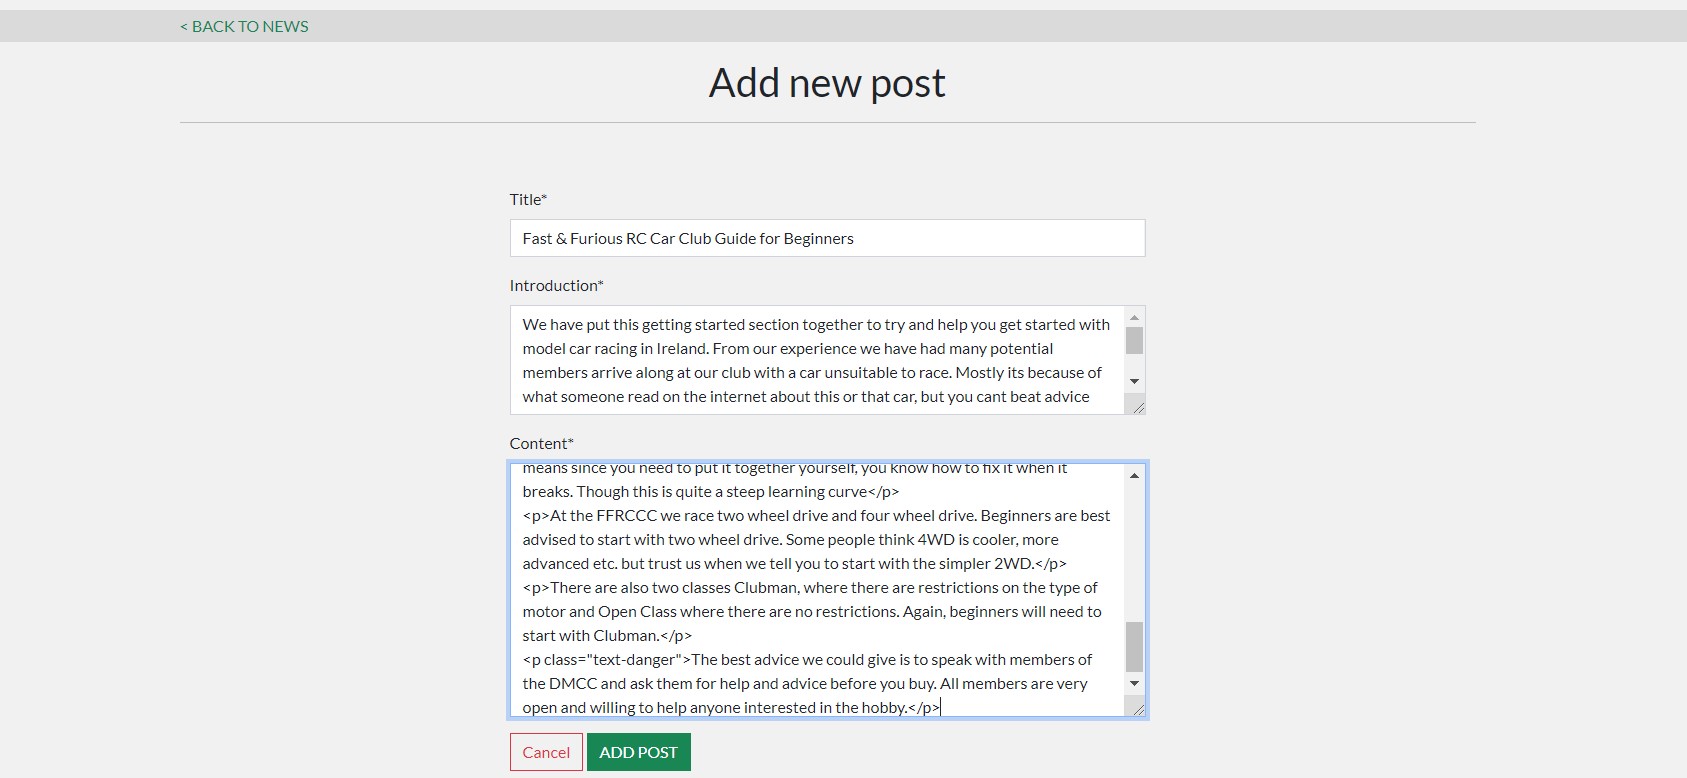 < BACK TO NEWS
Add new post
Title*
Fast & Furious RC Car Club Guide for Beginners
Introduction*
We have put this getting started section together to try and help you get started with
model car racing in Ireland. From our experience we have had many potential
members arrive along at our club with a car unsuitable to race. Mostly its because of
what someone read on the internet about this or that car, but you cant beat advice
Content*
means since you need to put it together yourself, you know how to fix it when it
breaks. Though this is quite a steep learning curve</p>
<p>At the FFRCCC we race two wheel drive and four wheel drive. Beginners are best
advised to start with two wheel drive. Some people think 4WD is cooler, more
advanced etc. but trust us when we tell you to start with the simpler 2WD.</p>
<p>There are also two classes Clubman, where there are restrictions on the type of
motor and Open Class where there are no restrictions. Again, beginners will need to
start with Clubman.</p>
<p class="text-danger">The best advice we could give is to speak with members of
the DMCC and ask them for help and advice before you buy. All members are very
open and willing to help anyone interested in the hobby.</p>
Cancel
ADD POST